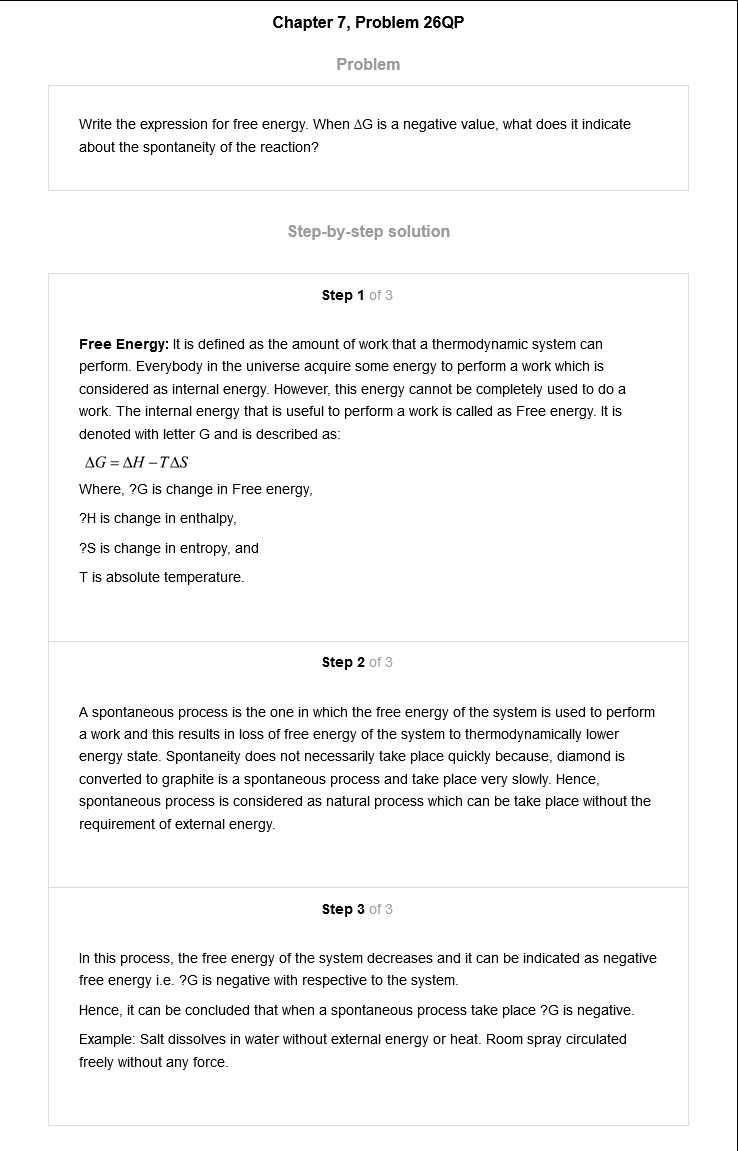 Chapter 7, Problem 26QP
Problem
Write the expression for free energy. When ΔG is a negative value, what does it indicate
about the spontaneity of the reaction?
Step-by-step solution
Step 1 of 3
Free Energy: It is defined as the amount of work that a thermodynamic system can
perform. Everybody in the universe acquire some energy to perform a work which is
considered as internal energy. However, this energy cannot be completely used to do a
work. The internal energy that is useful to perform a work is called as Free energy. It is
denoted with letter G and is described as:
ΔG = ΔH – TΔS
Where, ?G is change in Free energy,
?H is change in enthalpy,
?S is change in entropy, and
T is absolute temperature.
Step 2 of 3
A spontaneous process is the one in which the free energy of the system is used to perform
a work and this results in loss of free energy of the system to thermodynamically lower
energy state. Spontaneity does not necessarily take place quickly because, diamond is
converted to graphite is a spontaneous process and take place very slowly. Hence,
spontaneous process is considered as natural process which can be take place without the
requirement of external energy.
Step 3 of 3
In this process, the free energy of the system decreases and it can be indicated as negative
free energy i.e. ?G is negative with respective to the system.
Hence, it can be concluded that when a spontaneous process take place ?G is negative.
Example: Salt dissolves in water without external energy or heat. Room spray circulated
freely without any force.